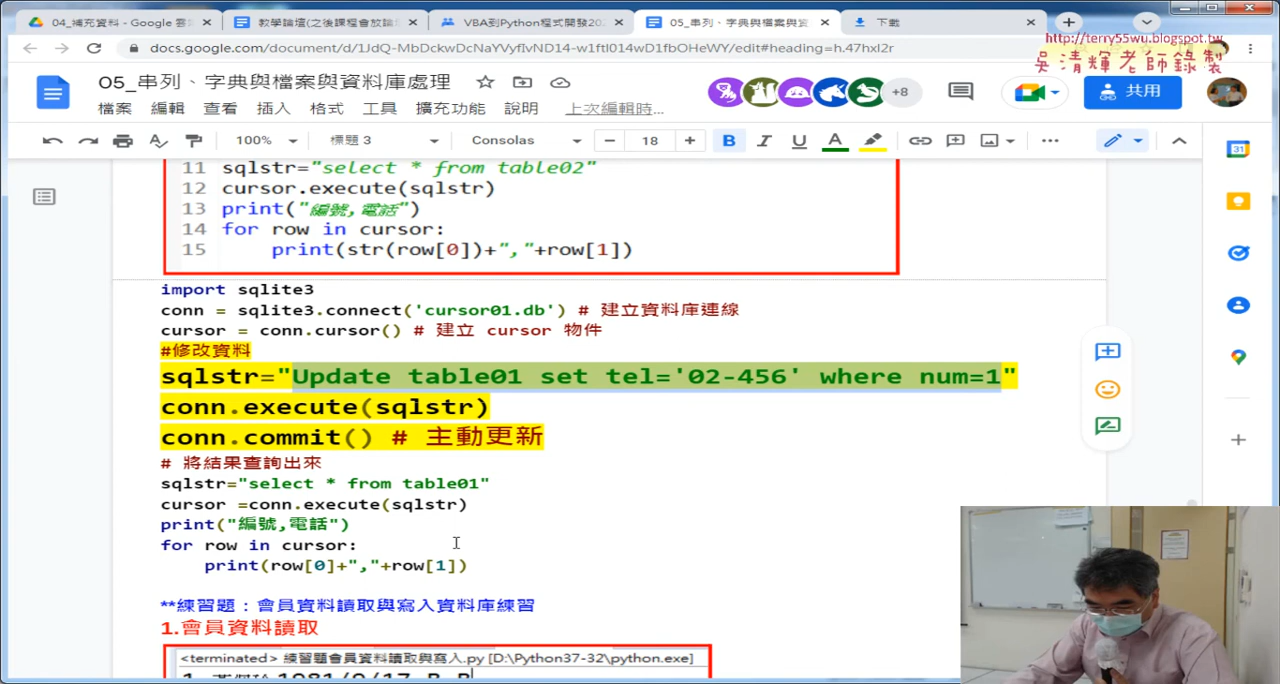 04_補充資料 - Google 雲
教學論壇(之後課程會放論
VBA到Python程式開發202
05_串列、字典與檔案與資
下載
docs.google.com/document/d/1JdQ-MbDckwDcNaYVyfIvND14-w1ftl014wD1fbOHeWY/edit#heading=h.47hxl2r
http://terry55wu.blogspot.tw
吳清輝老師錄製
05_串列、字典與檔案與資料庫處理
+8
共用
檔案 編輯 查看 插入 格式 工具 擴充功能 說明 上次編輯時...
100% 標題 3 Consolas 18 B I U A
31
11 sqlstr="select * from table02"
12 cursor.execute(sqlstr)
13 print("編號,電話")
14 for row in cursor:
15 print(str(row[0])+","+row[1])
import sqlite3
conn = sqlite3.connect('cursor01.db') # 建立資料庫連線
cursor = conn.cursor() # 建立 cursor 物件
#修改資料
sqlstr="Update table01 set tel='02-456' where num=1"
conn.execute(sqlstr)
conn.commit() # 主動更新
# 將結果查詢出來
sqlstr="select * from table01"
cursor =conn.execute(sqlstr)
print("編號,電話")
for row in cursor:
print(row[0]+","+row[1])
**練習題：會員資料讀取與寫入資料庫練習
1.會員資料讀取
<terminated> 練習題會員資料讀取與寫入.py [D:\Python37-32\python.exe]